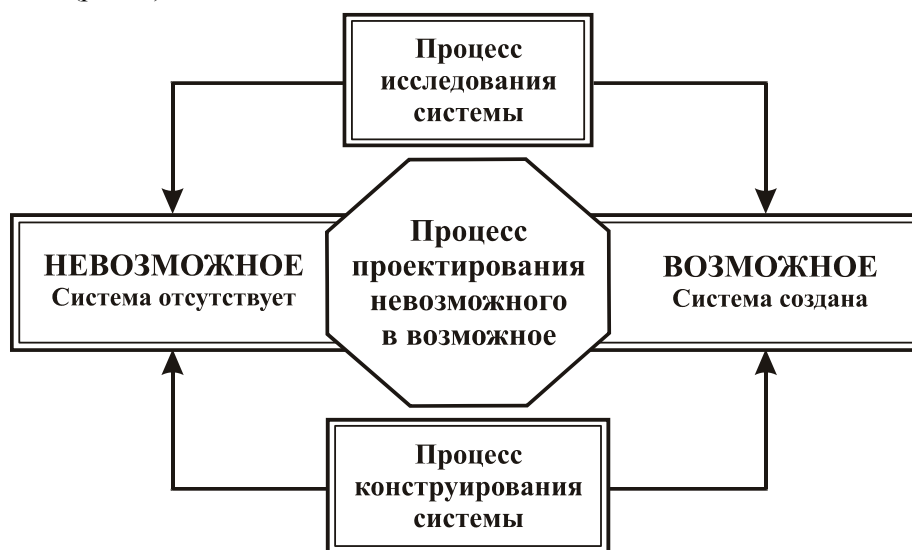 Процесс
исследования
системы
НЕВОЗМОЖНОЕ
Система отсутствует
Процесс
проектирования
невозможного
в возможное
ВОЗМОЖНОЕ
Система создана
Процесс
конструирования
системы